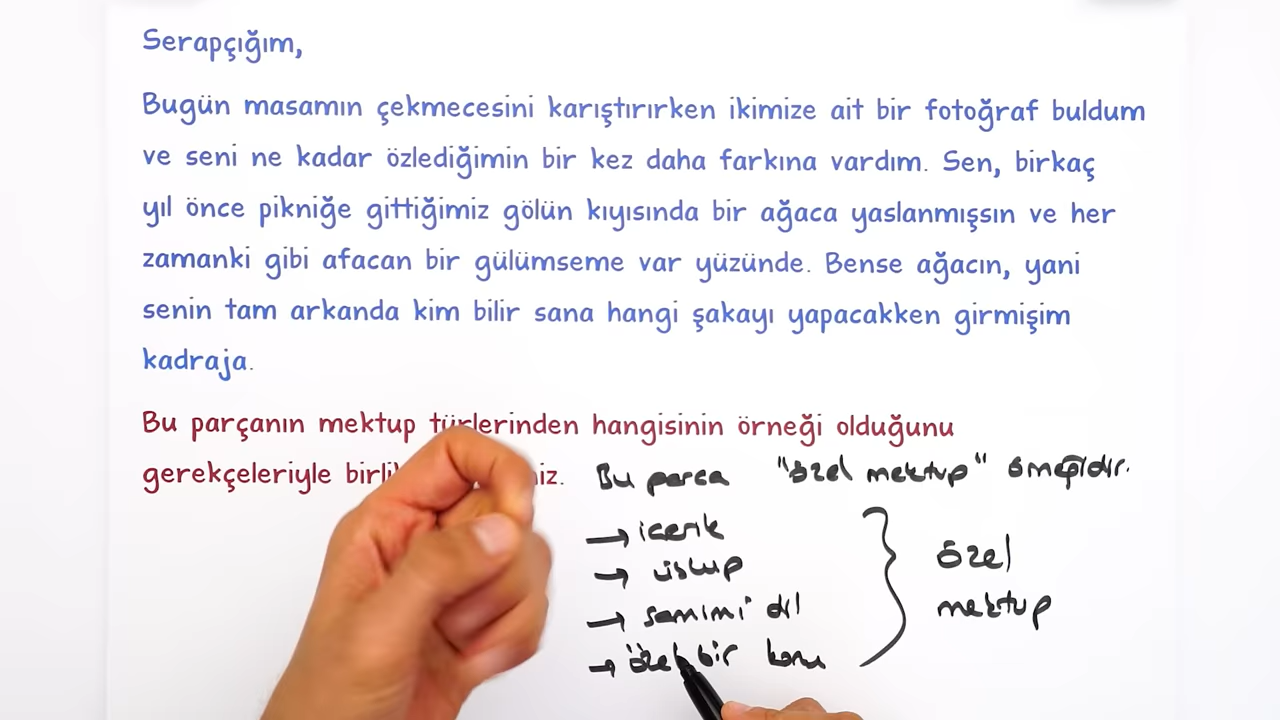 Serapçığım,
Bugün masamın çekmecesini karıştırırken ikimize ait bir fotoğraf buldum
ve seni ne kadar özlediğimin bir kez daha farkına vardım. Sen, birkaç
yıl önce pikniğe gittiğimiz gölün kıyısında bir ağaca yaslanmışsın ve her
zamanki gibi afacan bir gülümseme var yüzünde. Bense ağacın, yani
senin tam arkanda kim bilir sana hangi şakayı yapacakken girmişim
kadraja.
Bu parçanın mektup türlerinden hangisinin örneği olduğunu
gerekçeleriyle
Bu parça "özel mektup" örneğidir.
→ içerik
→ üslup
→ samimi dil
→ özel bir konu
özel
mektup